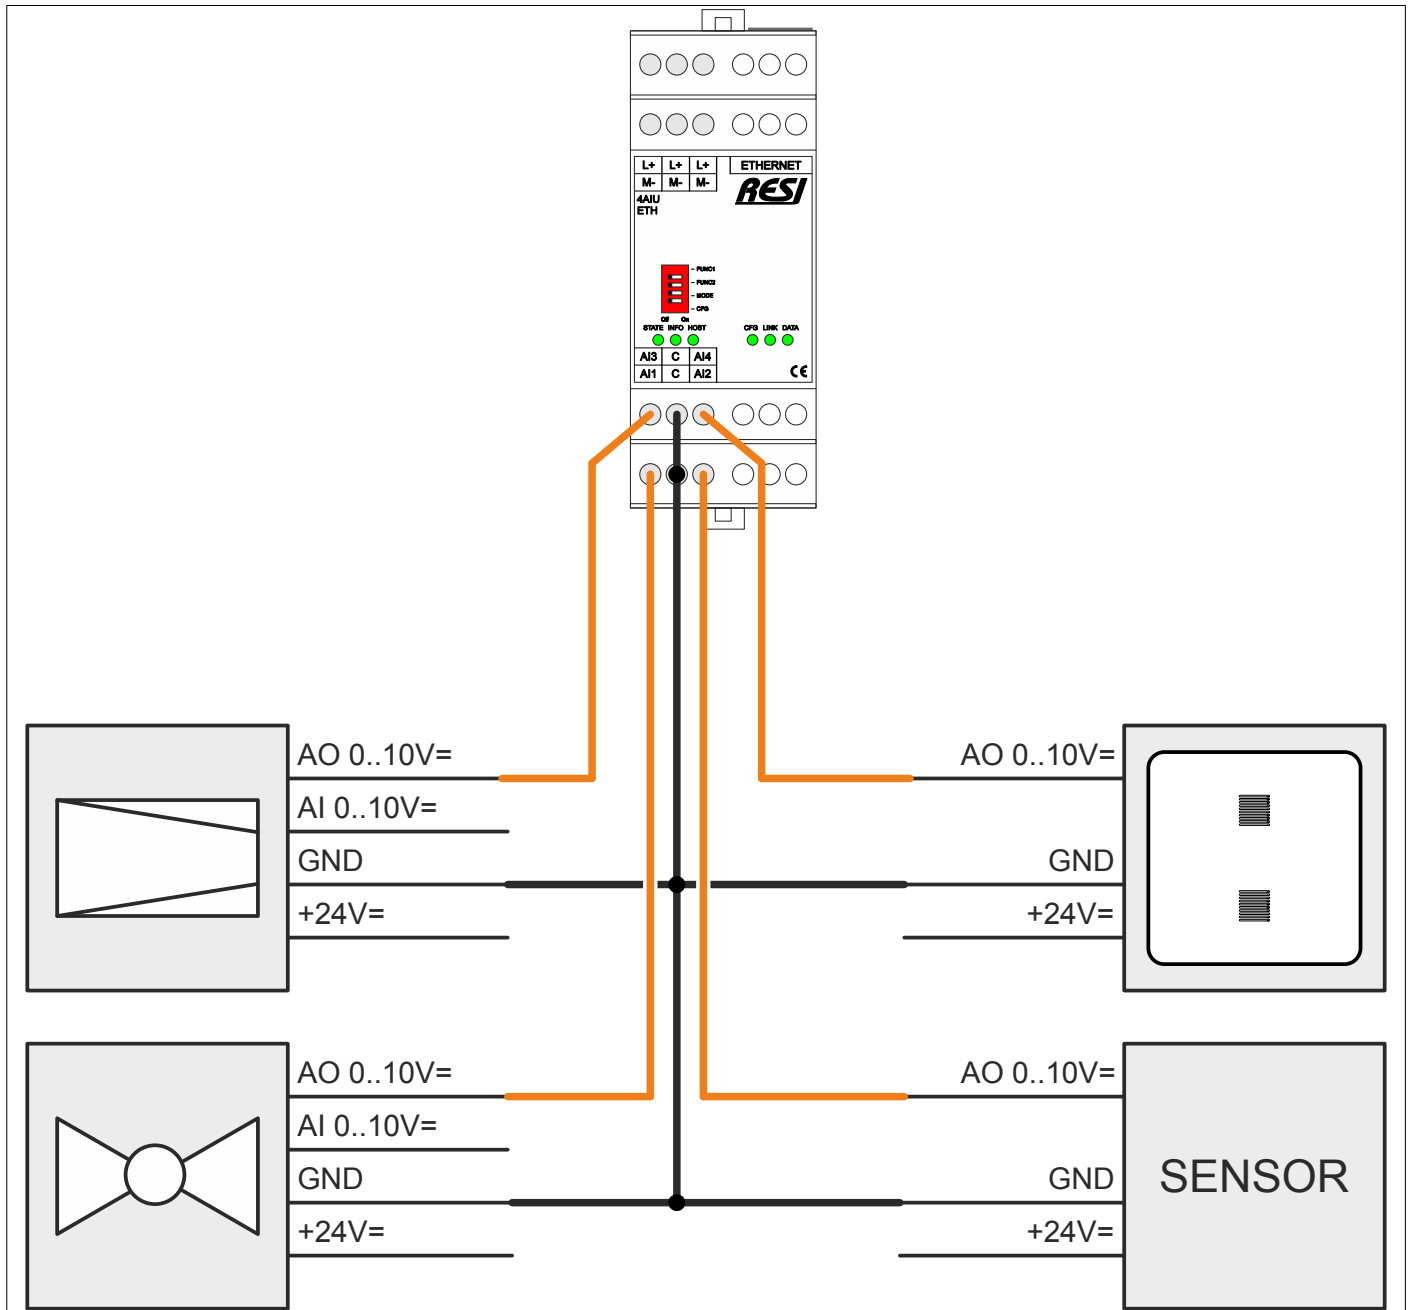 L+ L+ L+ ETHERNET
M- M- M- RESI
4AIU
ETH
– FUNC1
– FUNC2
– MODE
– CFG
Off On
STATE INFO HOST CFG LINK DATA
AI3 C AI4
AI1 C AI2 CE
AO 0..10V=
AI 0..10V=
GND
+24V=
AO 0..10V=
GND
+24V=
AO 0..10V=
AI 0..10V=
GND
+24V=
AO 0..10V=
GND
+24V=
SENSOR